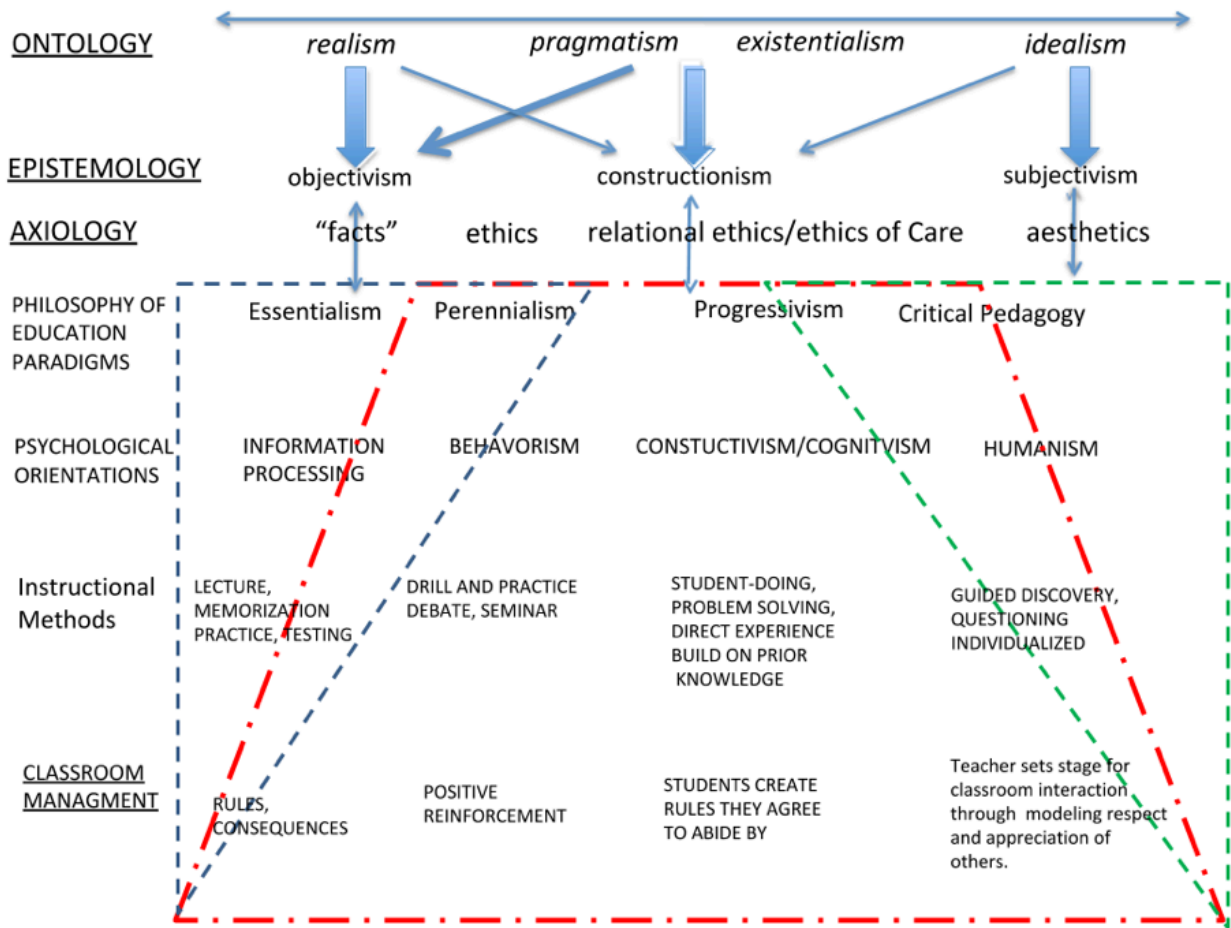 ONTOLOGY realism pragmatism existentialism idealism
EPISTEMOLOGY objectivism constructionism subjectivism
AXIOLOGY “facts” ethics relational ethics/ethics of Care aesthetics
PHILOSOPHY OF
EDUCATION
PARADIGMS
Essentialism Perennialism Progressivism Critical Pedagogy
PSYCHOLOGICAL
ORIENTATIONS
INFORMATION
PROCESSING
BEHAVORISM
CONSTUCTIVISM/COGNITVISM
HUMANISM
Instructional
Methods
LECTURE,
MEMORIZATION
PRACTICE, TESTING
DRILL AND PRACTICE
DEBATE, SEMINAR
STUDENT-DOING,
PROBLEM SOLVING,
DIRECT EXPERIENCE
BUILD ON PRIOR
KNOWLEDGE
GUIDED DISCOVERY,
QUESTIONING
INDIVIDUALIZED
CLASSROOM
MANAGMENT
RULES,
CONSEQUENCES
POSITIVE
REINFORCEMENT
STUDENTS CREATE
RULES THEY AGREE
TO ABIDE BY
Teacher sets stage for
classroom interaction
through modeling respect
and appreciation of
others.